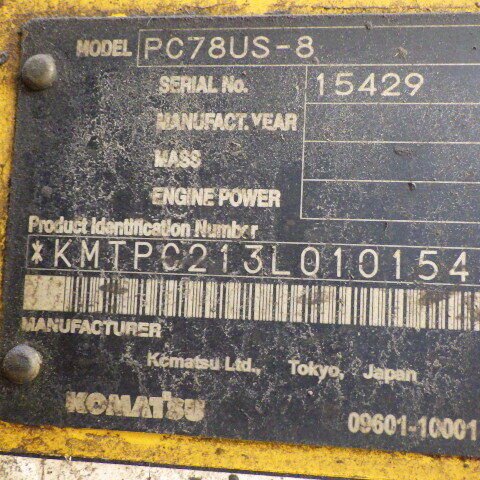 MODEL PC78US-8
SERIAL No. 15429
MANUFACT. YEAR
MASS
ENGINE POWER
Product Identification Number
*KMTPC213L010154
MANUFACTURER
Komatsu Ltd., Tokyo, Japan
KOMATSU
09601-10001